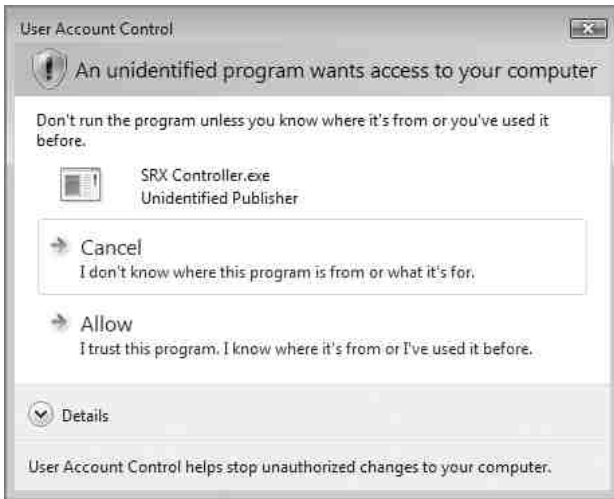 User Account Control
An unidentified program wants access to your computer
Don't run the program unless you know where it's from or you've used it
before.
SRX Controller.exe
Unidentified Publisher
Cancel
I don't know where this program is from or what it's for.
Allow
I trust this program. I know where it's from or I've used it before.
Details
User Account Control helps stop unauthorized changes to your computer.